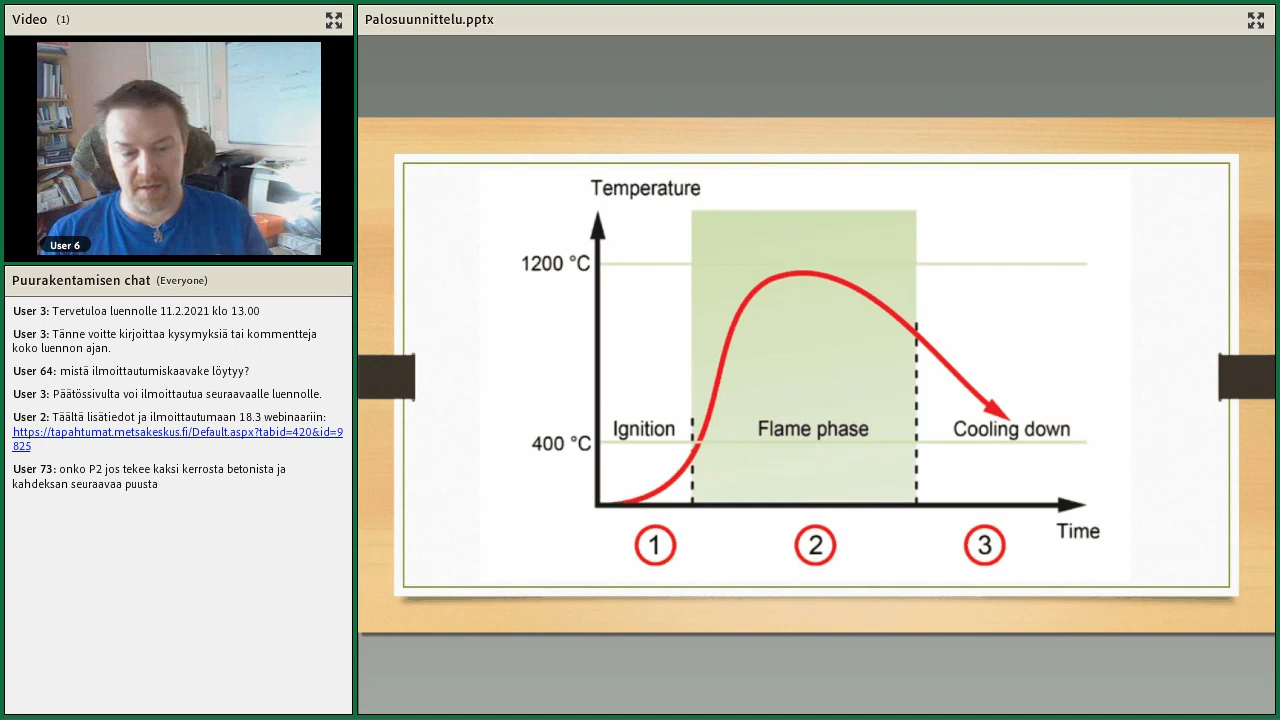 Video (1)
User 6
Puurakentamisen chat (Everyone)
User 3: Tervetuloa luennolle 11.2.2021 klo 13.00
User 3: Tänne voitte kirjoittaa kysymyksiä tai kommentteja
koko luennon ajan.
User 64: mistä ilmoittautumiskaavake löytyy?
User 3: Päätössivulta voi ilmoittautua seuraavaalle luennolle.
User 2: Täältä lisätiedot ja ilmoittautumaan 18.3 webinaariin:
https://tapahtumat.metsakeskus.fi/Default.aspx?tabid=420&id=9
825
User 73: onko P2 jos tekee kaksi kerrosta betonista ja
kahdeksan seuraavaa puusta
Palosuunnittelu.pptx
Temperature
1200 °C
Ignition
Flame phase
Cooling down
400 °C
Time
1
2
3